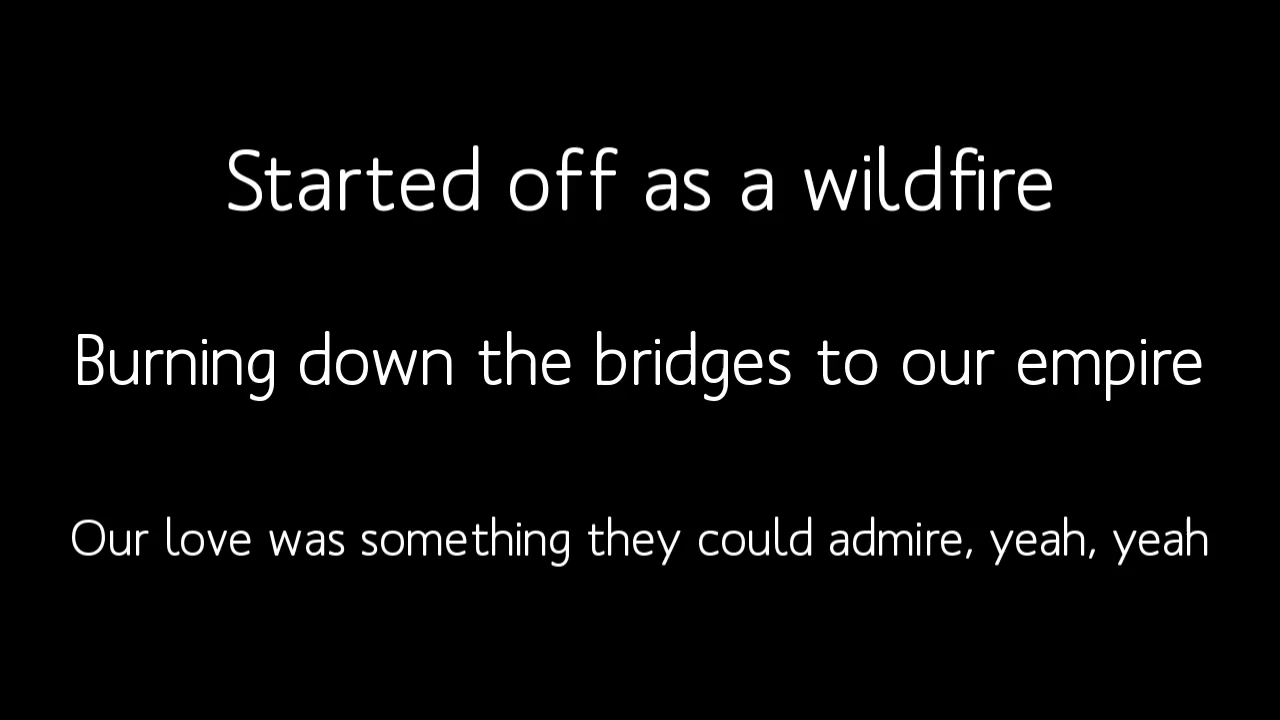 Started off as a wildfire
Burning down the bridges to our empire
Our love was something they could admire, yeah, yeah